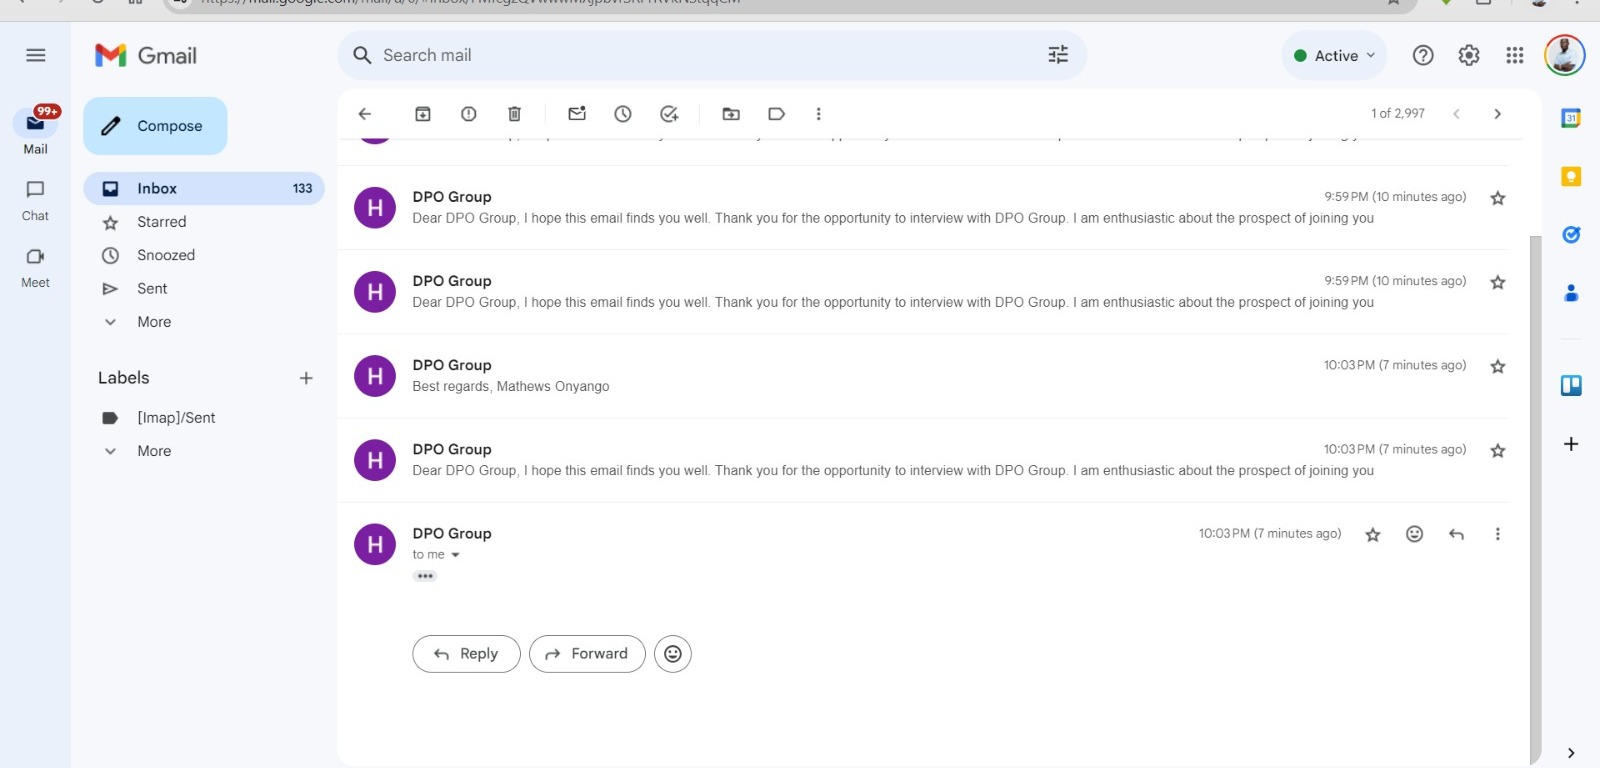 Gmail
Search mail
Active
99+
Mail
Compose
1 of 2,997
31
Inbox 133
Starred
Chat
Snoozed
Sent
Meet
More
Labels
[Imap]/Sent
More
H
DPO Group
9:59 PM (10 minutes ago)
Dear DPO Group, I hope this email finds you well. Thank you for the opportunity to interview with DPO Group. I am enthusiastic about the prospect of joining you
H
DPO Group
9:59 PM (10 minutes ago)
Dear DPO Group, I hope this email finds you well. Thank you for the opportunity to interview with DPO Group. I am enthusiastic about the prospect of joining you
H
DPO Group
10:03 PM (7 minutes ago)
Best regards, Mathews Onyango
H
DPO Group
10:03 PM (7 minutes ago)
Dear DPO Group, I hope this email finds you well. Thank you for the opportunity to interview with DPO Group. I am enthusiastic about the prospect of joining you
H
DPO Group
10:03 PM (7 minutes ago)
to me
Reply
Forward